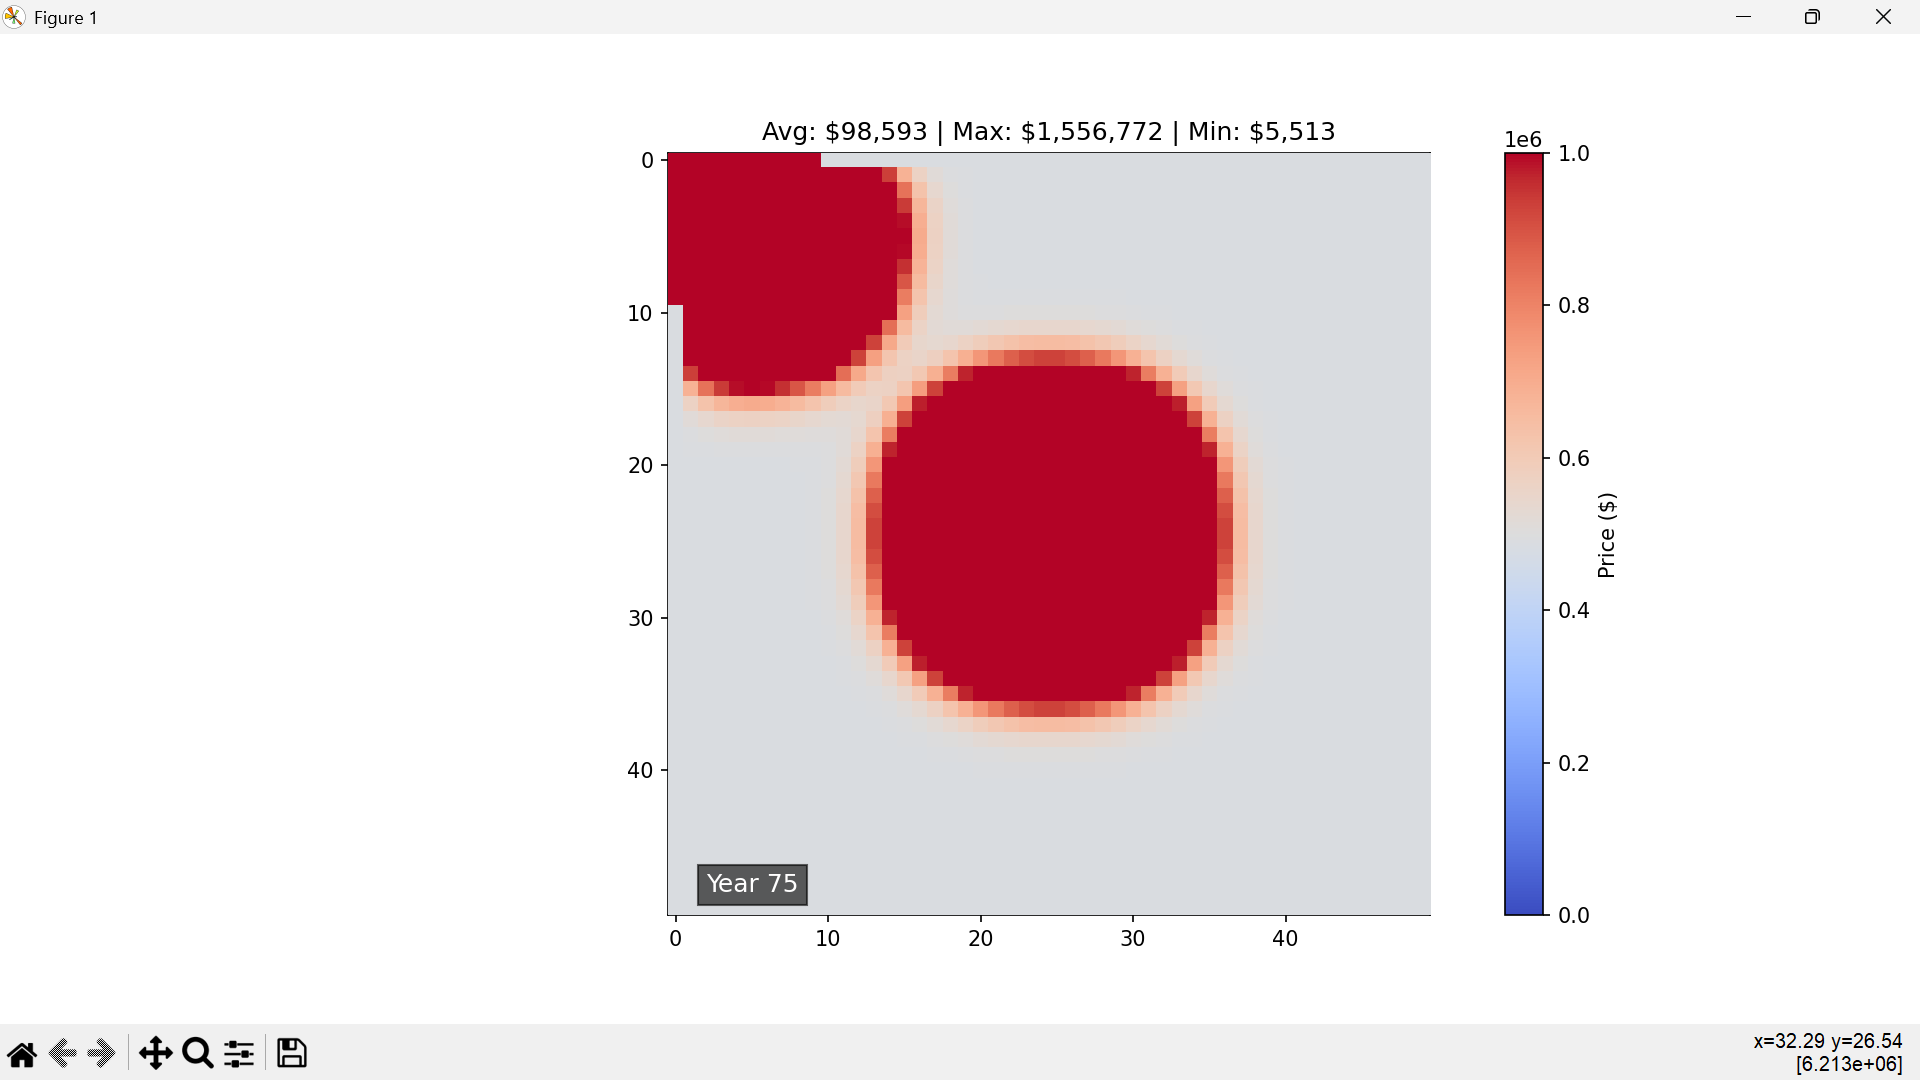 Figure 1
Avg: $98,593 | Max: $1,556,772 | Min: $5,513
1e6
0
10
20
30
40
0
10
20
30
40
Year 75
1.0
0.8
0.6
0.4
0.2
0.0
Price ($)
x=32.29 y=26.54
[6.213e+06]